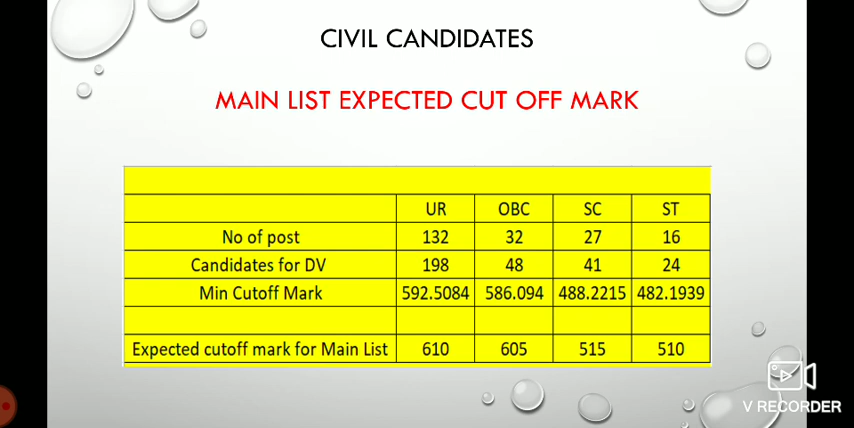 CIVIL CANDIDATES
MAIN LIST EXPECTED CUT OFF MARK
UR OBC SC ST
No of post 132 32 27 16
Candidates for DV 198 48 41 24
Min Cutoff Mark 592.5084 586.094 488.2215 482.1939
Expected cutoff mark for Main List 610 605 515 510
V RECORDER